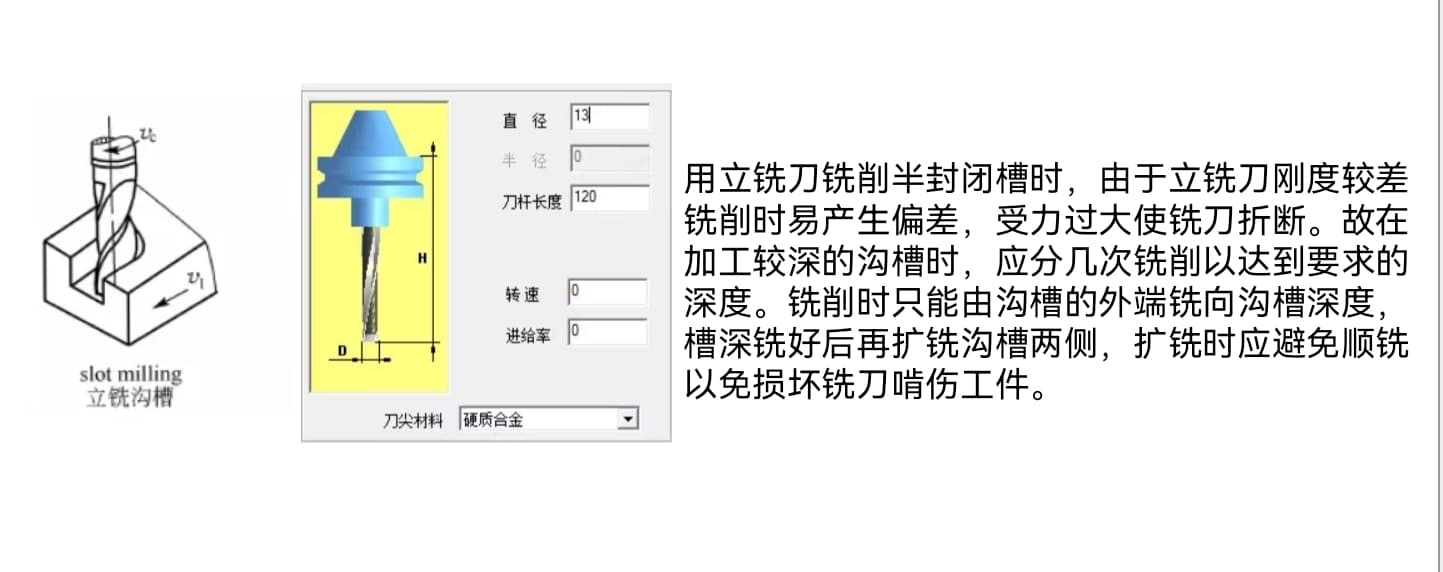 v_c
v_f
slot milling
立铣沟槽
直 径 13
半 径 0
刀杆长度 120
H
转速 0
进给率 0
D
刀尖材料 硬质合金
用立铣刀铣削半封闭槽时，由于立铣刀刚度较差
铣削时易产生偏差，受力过大使铣刀折断。故在
加工较深的沟槽时，应分几次铣削以达到要求的
深度。铣削时只能由沟槽的外端铣向沟槽深度，
槽深铣好后再扩铣沟槽两侧，扩铣时应避免顺铣
以免损坏铣刀啃伤工件。